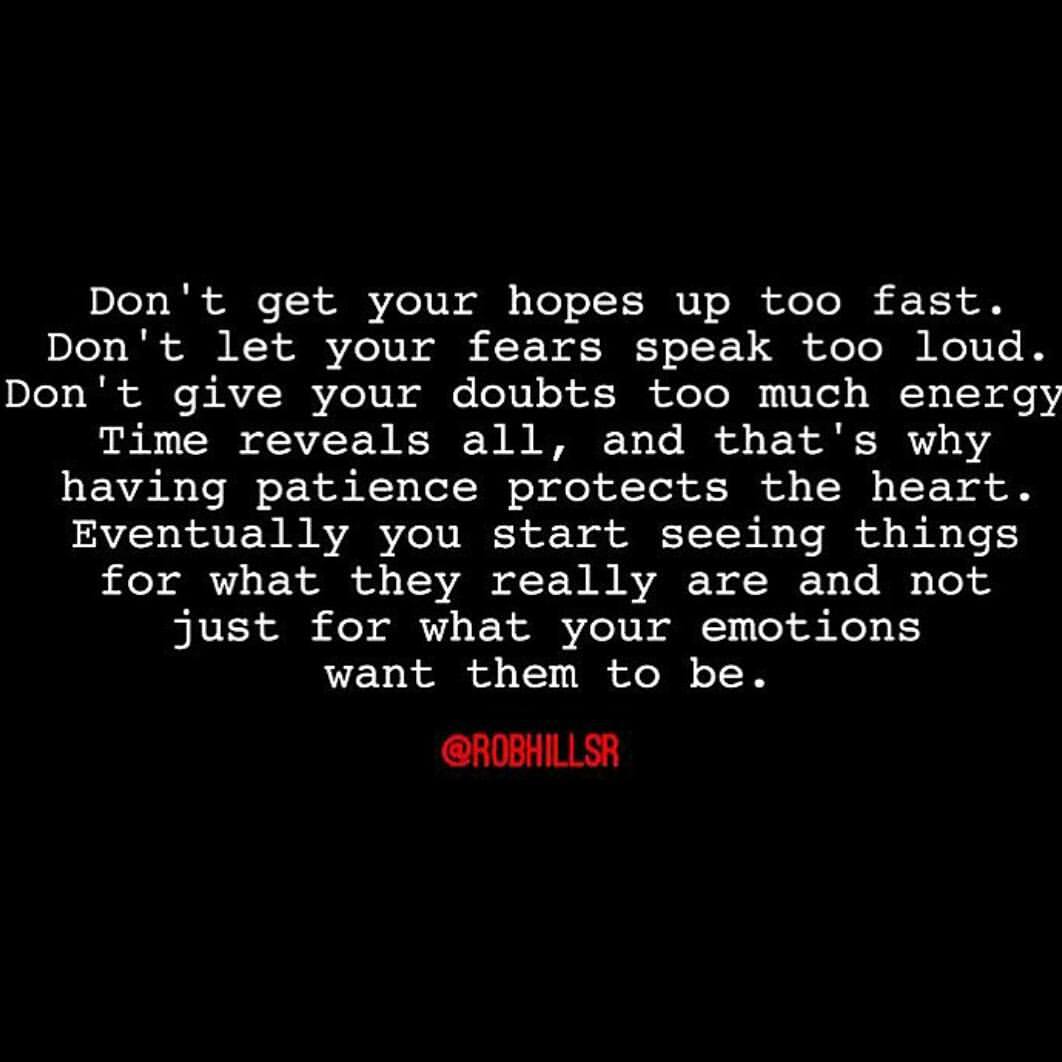 Don't get your hopes up too fast.
Don't let your fears speak too loud.
Don't give your doubts too much energy
Time reveals all, and that's why
having patience protects the heart.
Eventually you start seeing things
for what they really are and not
just for what your emotions
want them to be.
@ROBHILLSR